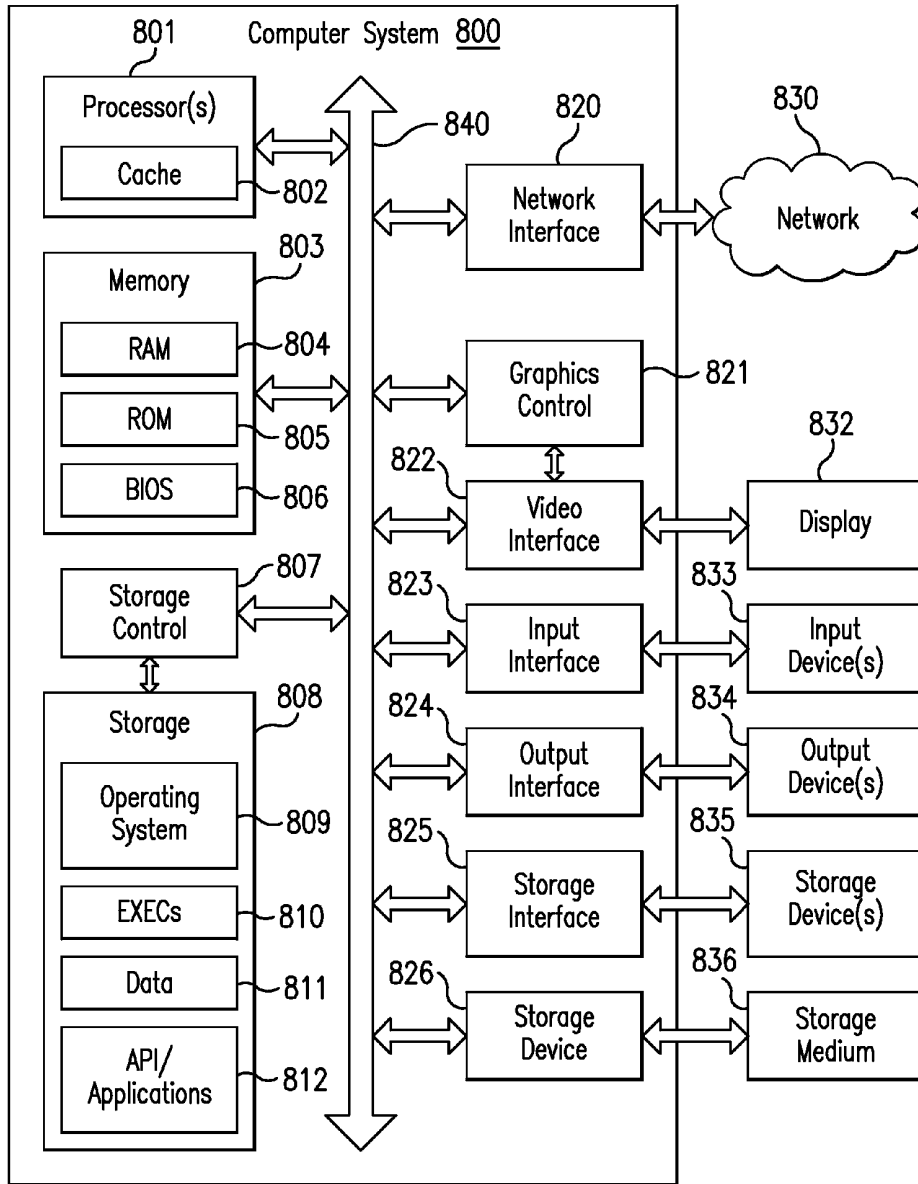 Computer System 800
801
Processor(s)
Cache
802
803
Memory
RAM
804
ROM
805
BIOS
806
807
Storage
Control
808
Storage
Operating
System
809
EXECs
810
Data
811
API/
Applications
812
840
820
Network
Interface
830
Network
Graphics
Control
821
822
Video
Interface
832
Display
823
Input
Interface
833
Input
Device(s)
824
Output
Interface
834
Output
Device(s)
825
Storage
Interface
835
Storage
Device(s)
826
Storage
Device
836
Storage
Medium